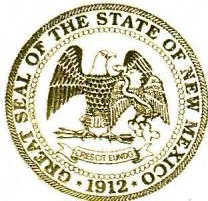 GREAT SEAL OF THE STATE OF NEW MEXICO
CRESCIT EUNDO
1912